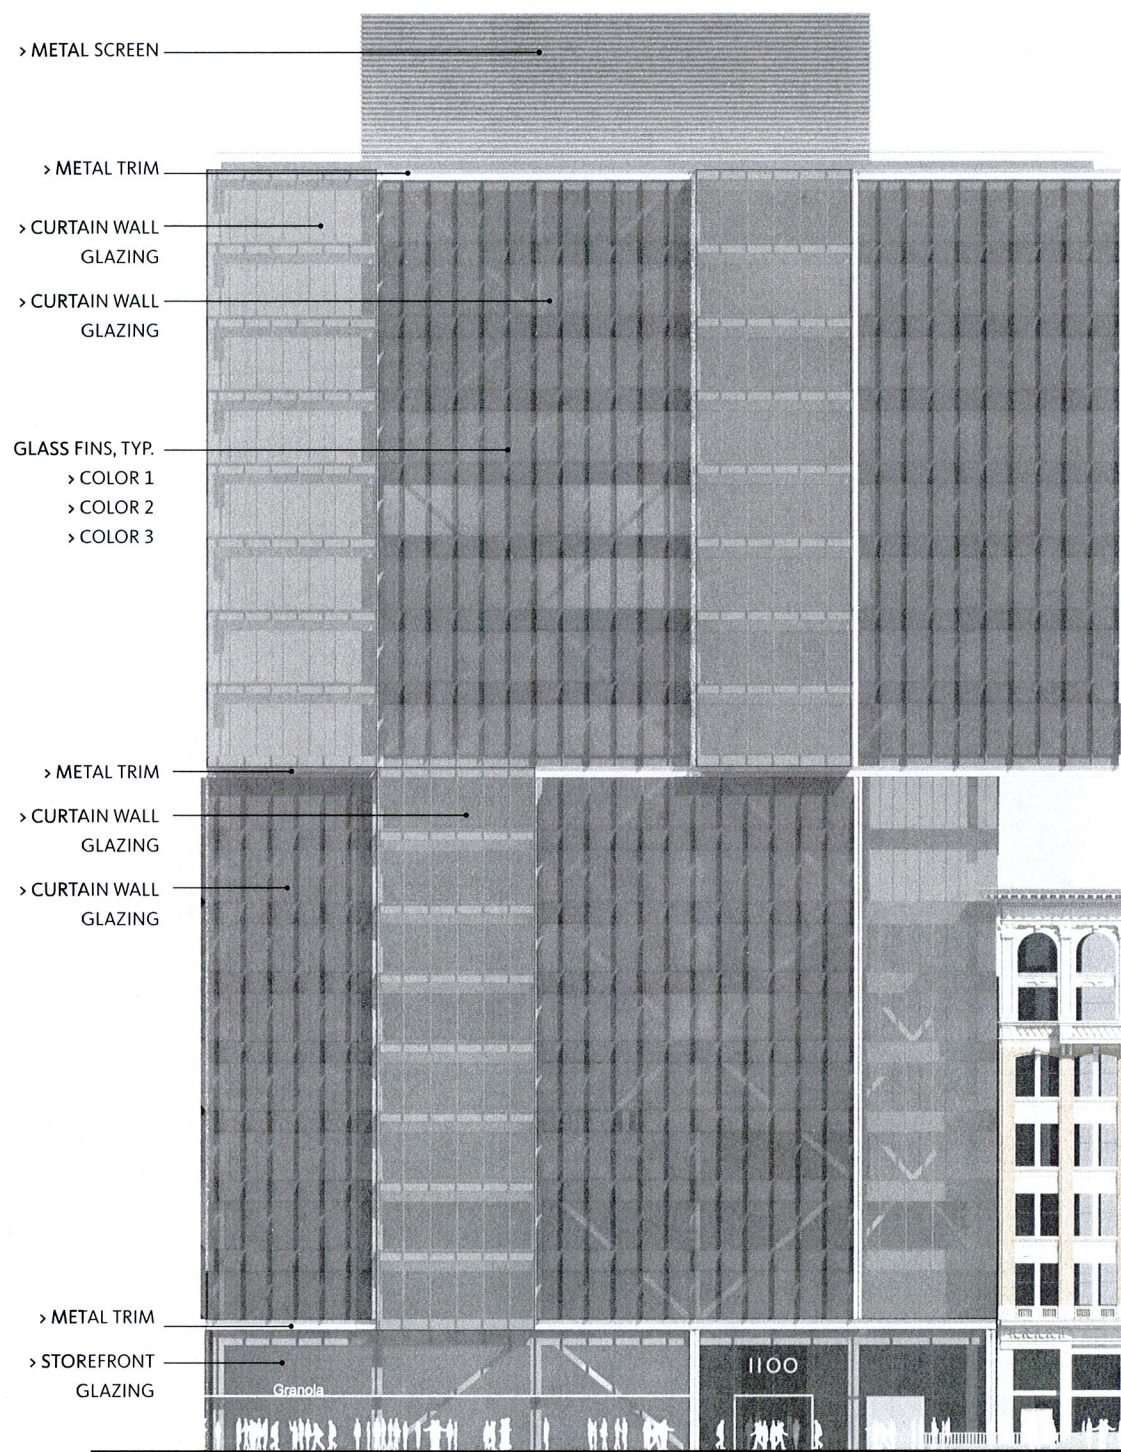 > METAL SCREEN
> METAL TRIM
> CURTAIN WALL
GLAZING
> CURTAIN WALL
GLAZING
GLASS FINS, TYP.
> COLOR 1
> COLOR 2
> COLOR 3
> METAL TRIM
> CURTAIN WALL
GLAZING
> CURTAIN WALL
GLAZING
> METAL TRIM
> STOREFRONT
GLAZING
1100
Granola